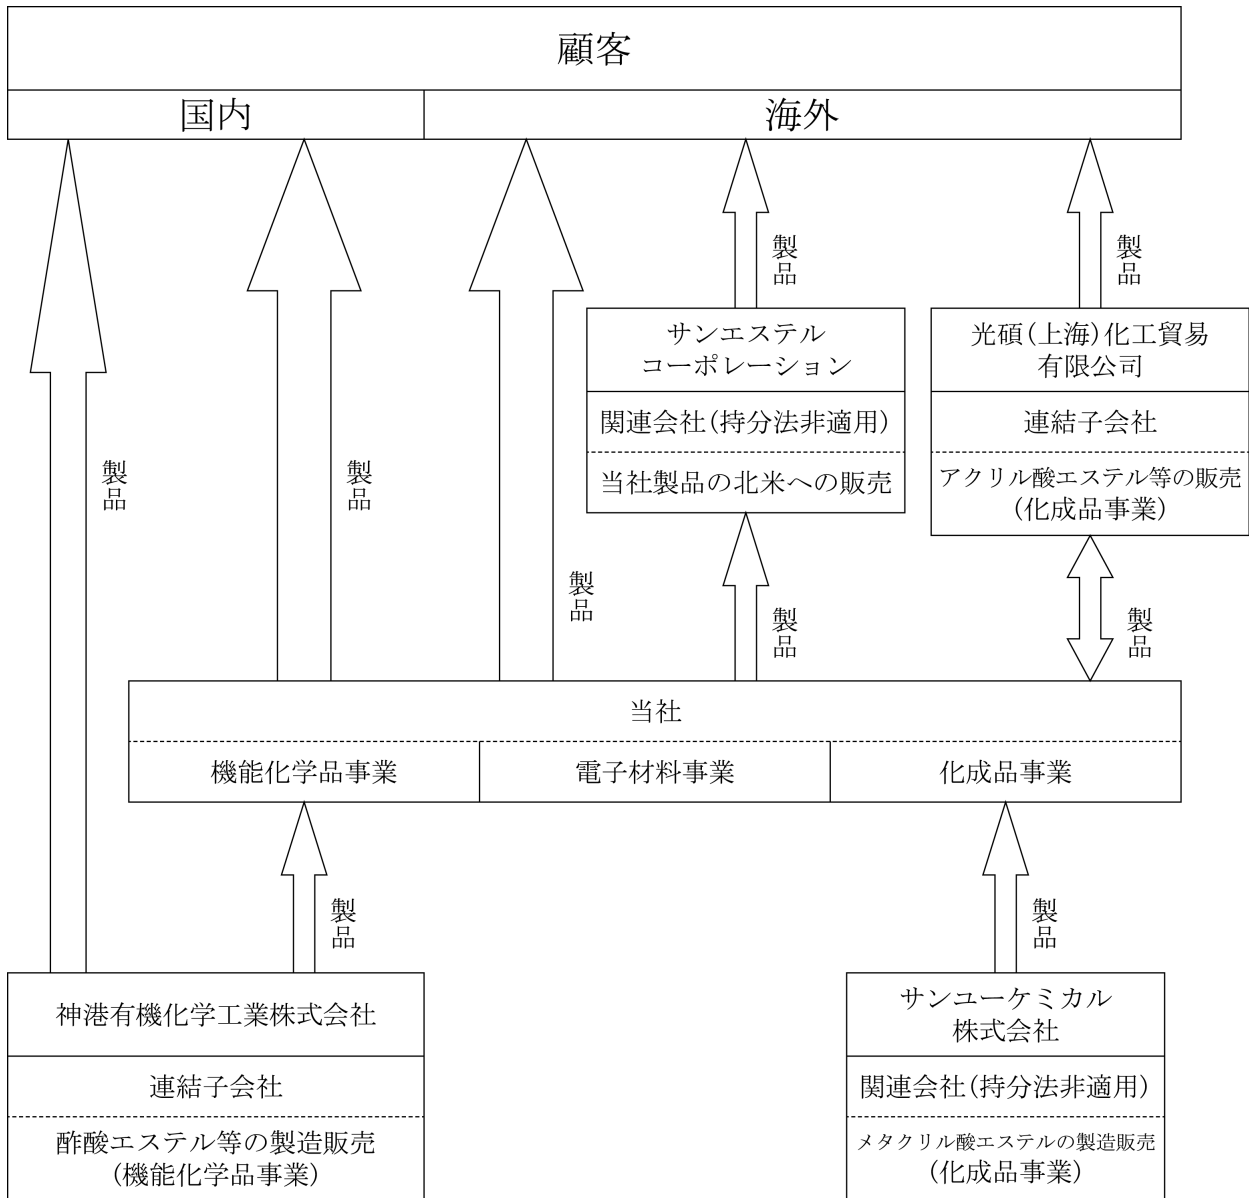 顧客
国内
海外
製品
製品
サンエステル
コーポレーション
関連会社(持分法非適用)
当社製品の北米への販売
光碩(上海)化工貿易
有限公司
連結子会社
アクリル酸エステル等の販売
(化成品事業)
製品
製品
製品
製品
製品
当社
機能化学品事業
電子材料事業
化成品事業
製品
製品
神港有機化学工業株式会社
連結子会社
酢酸エステル等の製造販売
(機能化学品事業)
サンユーケミカル
株式会社
関連会社(持分法非適用)
メタクリル酸エステルの製造販売
(化成品事業)